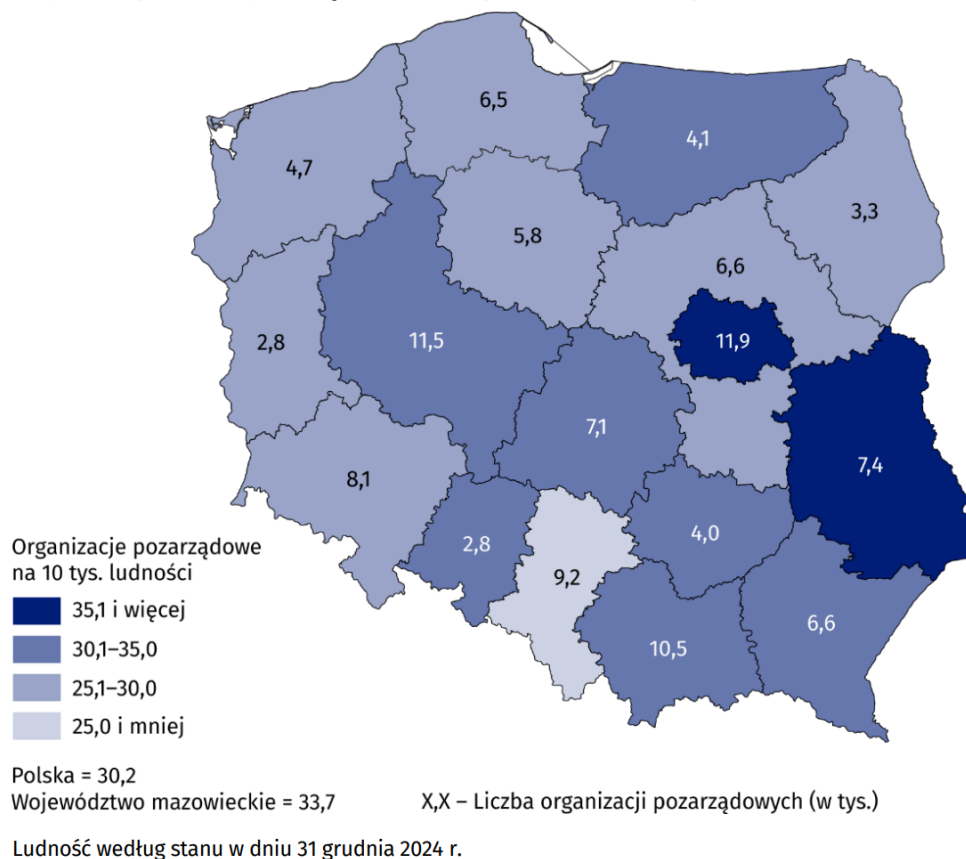 6,5
4,1
4,7
3,3
5,8
6,6
2,8
11,5
11,9
7,1
7,4
8,1
2,8
4,0
9,2
6,6
10,5
Organizacje pozarządowe
na 10 tys. ludności
35,1 i więcej
30,1–35,0
25,1–30,0
25,0 i mniej
Polska = 30,2
Województwo mazowieckie = 33,7
X,X – Liczba organizacji pozarządowych (w tys.)
Ludność według stanu w dniu 31 grudnia 2024 r.